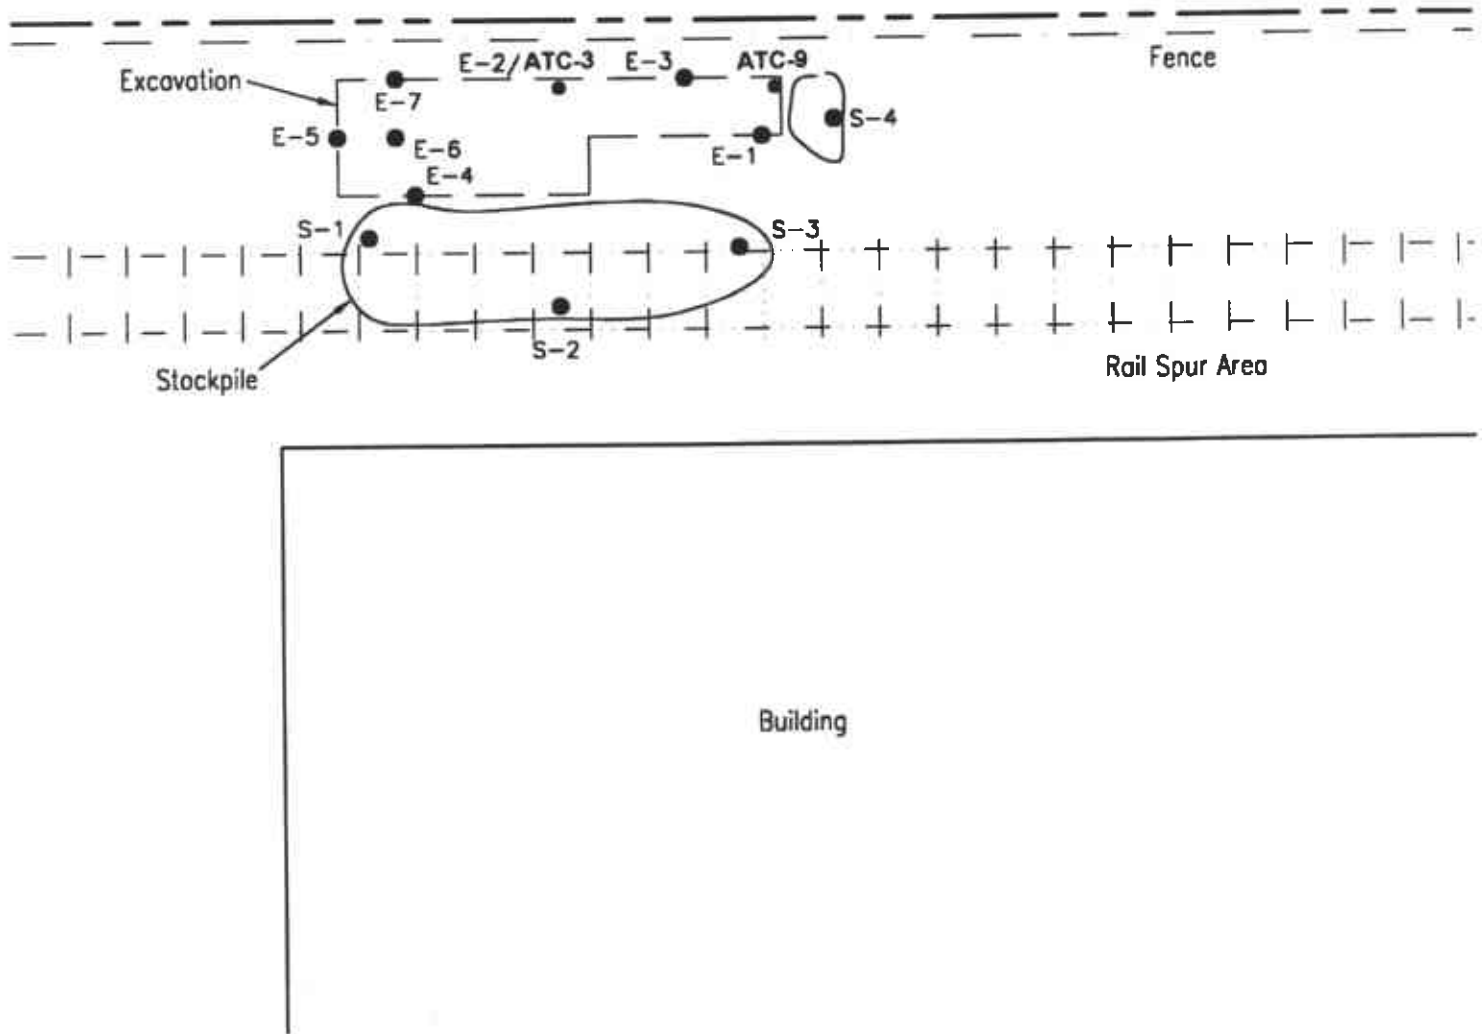 Fence
E-2/ATC-3
E-3
ATC-9
Excavation
E-7
S-4
E-5
E-6
E-1
E-4
S-1
S-3
S-2
Rail Spur Area
Stockpile
Building